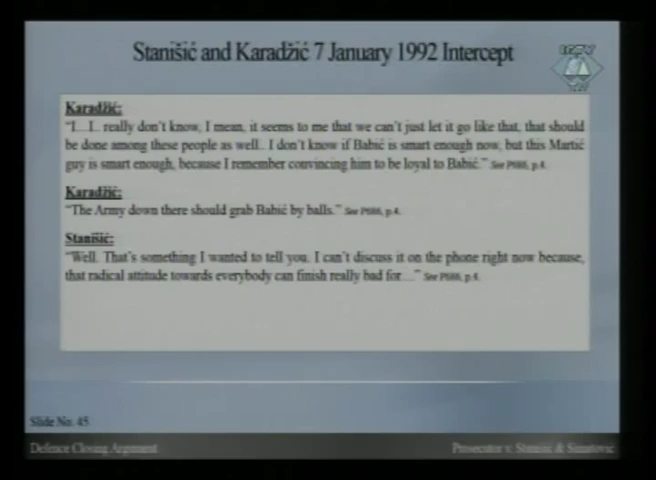 Stanišić and Karadžić 7 January 1992 Intercept
ICTY
Karadžić:
"I... I.. really don't know, I mean, it seems to me that we can't just let it go like that, that should
be done among these people as well.. I don't know if Babić is smart enough now, but this Martić
guy is smart enough, because I remember convincing him to be loyal to Babić." See P686, p.4.
Karadžić:
"The Army down there should grab Babić by balls." See P686, p.4.
Stanišić:
"Well. That's something I wanted to tell you. I can't discuss it on the phone right now because,
that radical attitude towards everybody can finish really bad for…" See P686, p.4.
Slide No. 45
Defence Closing Argument
Prosecutor v. Stanišić & Simatović